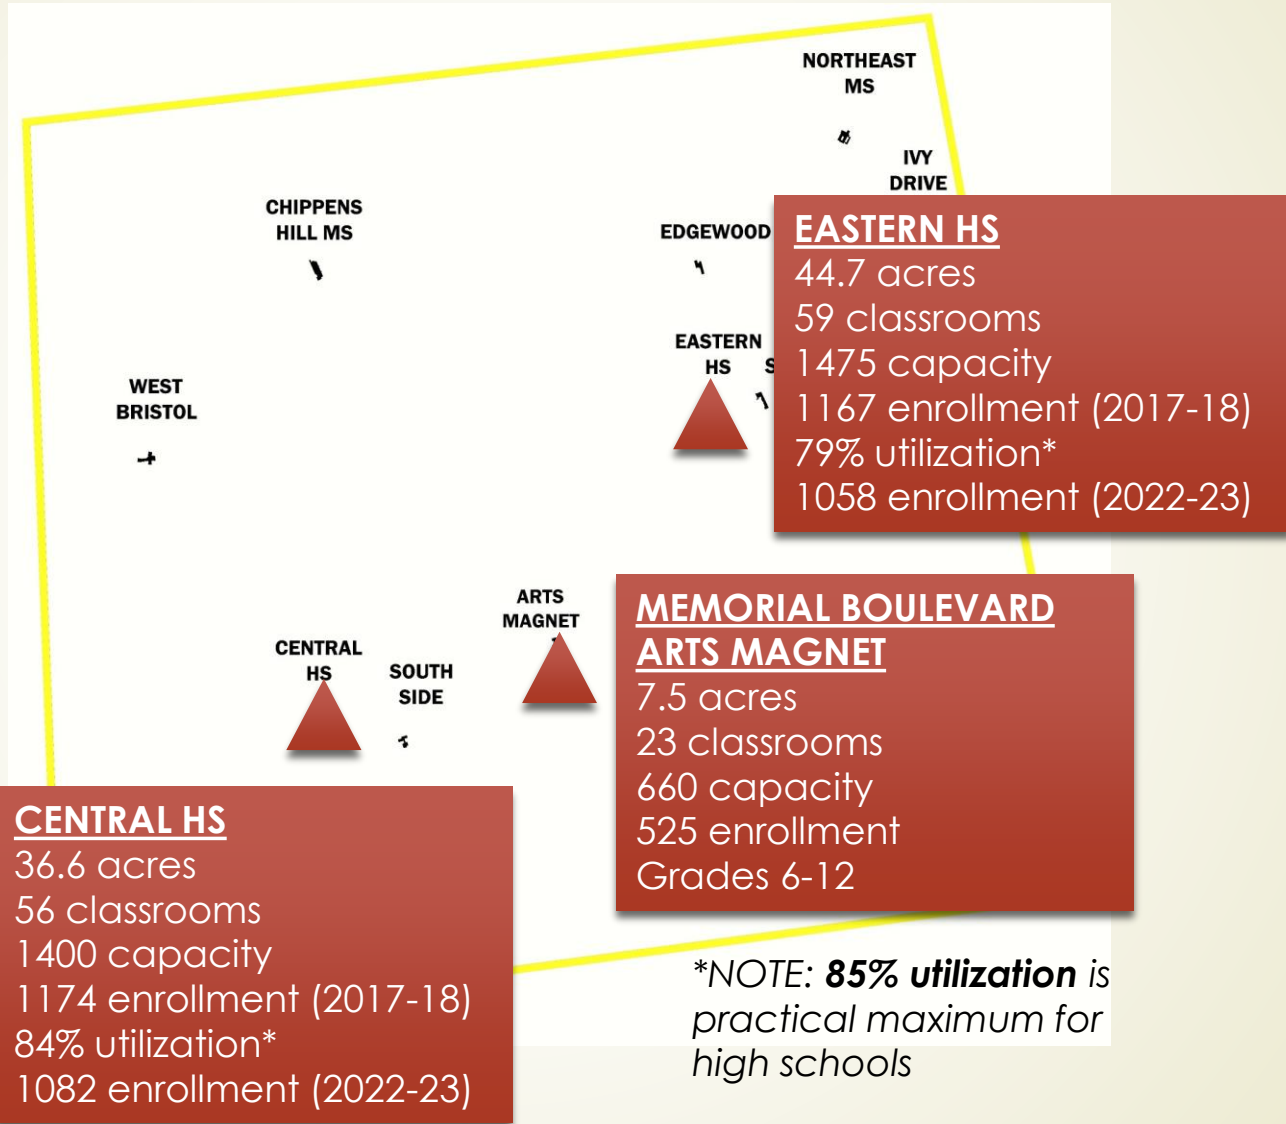 NORTHEAST
MS
IVY
DRIVE
CHIPPENS
HILL MS
EDGEWOOD
EASTERN HS
44.7 acres
59 classrooms
1475 capacity
1167 enrollment (2017-18)
79% utilization*
1058 enrollment (2022-23)
EASTERN
HS
S
WEST
BRISTOL
ARTS
MAGNET
MEMORIAL BOULEVARD
ARTS MAGNET
7.5 acres
23 classrooms
660 capacity
525 enrollment
Grades 6-12
CENTRAL
HS
SOUTH
SIDE
CENTRAL HS
36.6 acres
56 classrooms
1400 capacity
1174 enrollment (2017-18)
84% utilization*
1082 enrollment (2022-23)
*NOTE: 85% utilization is
practical maximum for
high schools